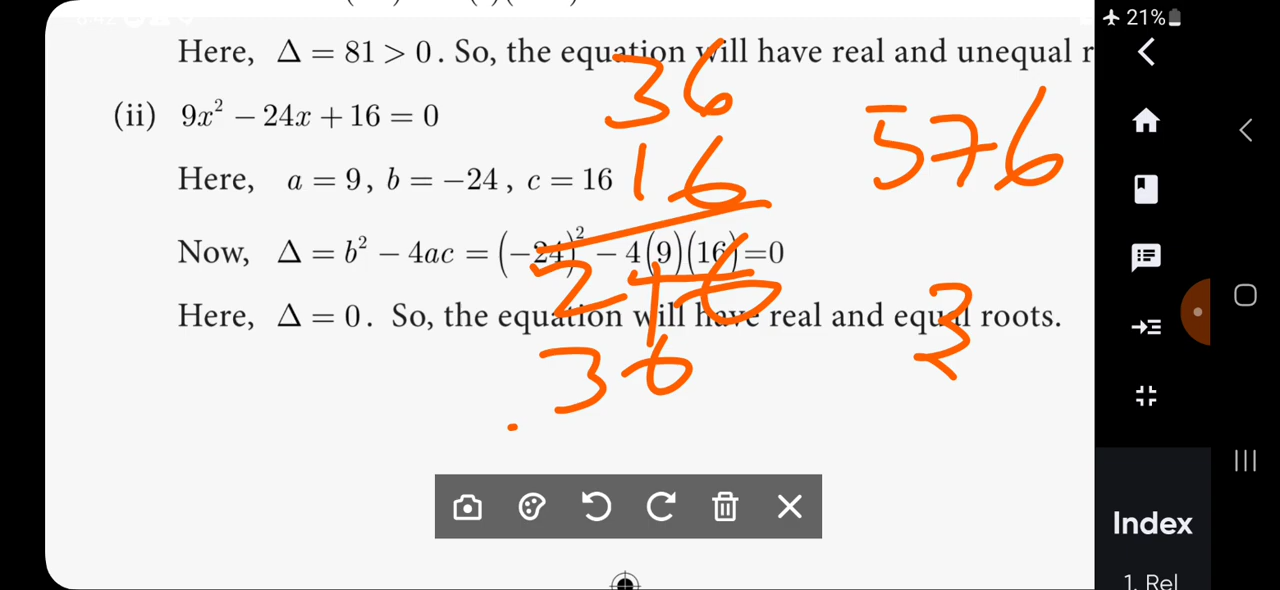 21%
Here, Δ = 81 > 0. So, the equation will have real and unequal r
36
(ii) 9x² − 24x + 16 = 0
576
Here, a = 9, b = −24, c = 16
16
Now, Δ = b² − 4ac = (−24)² − 4(9)(16)=0
246
Here, Δ = 0. So, the equation will have real and equal roots.
36
Index
1. Rel